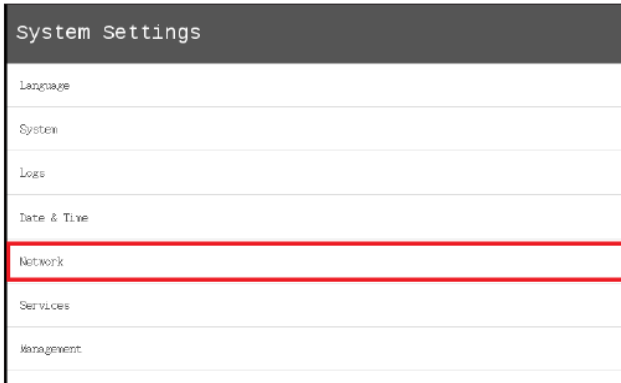 System Settings
Language
System
Logs
Date & Time
Network
Services
Management